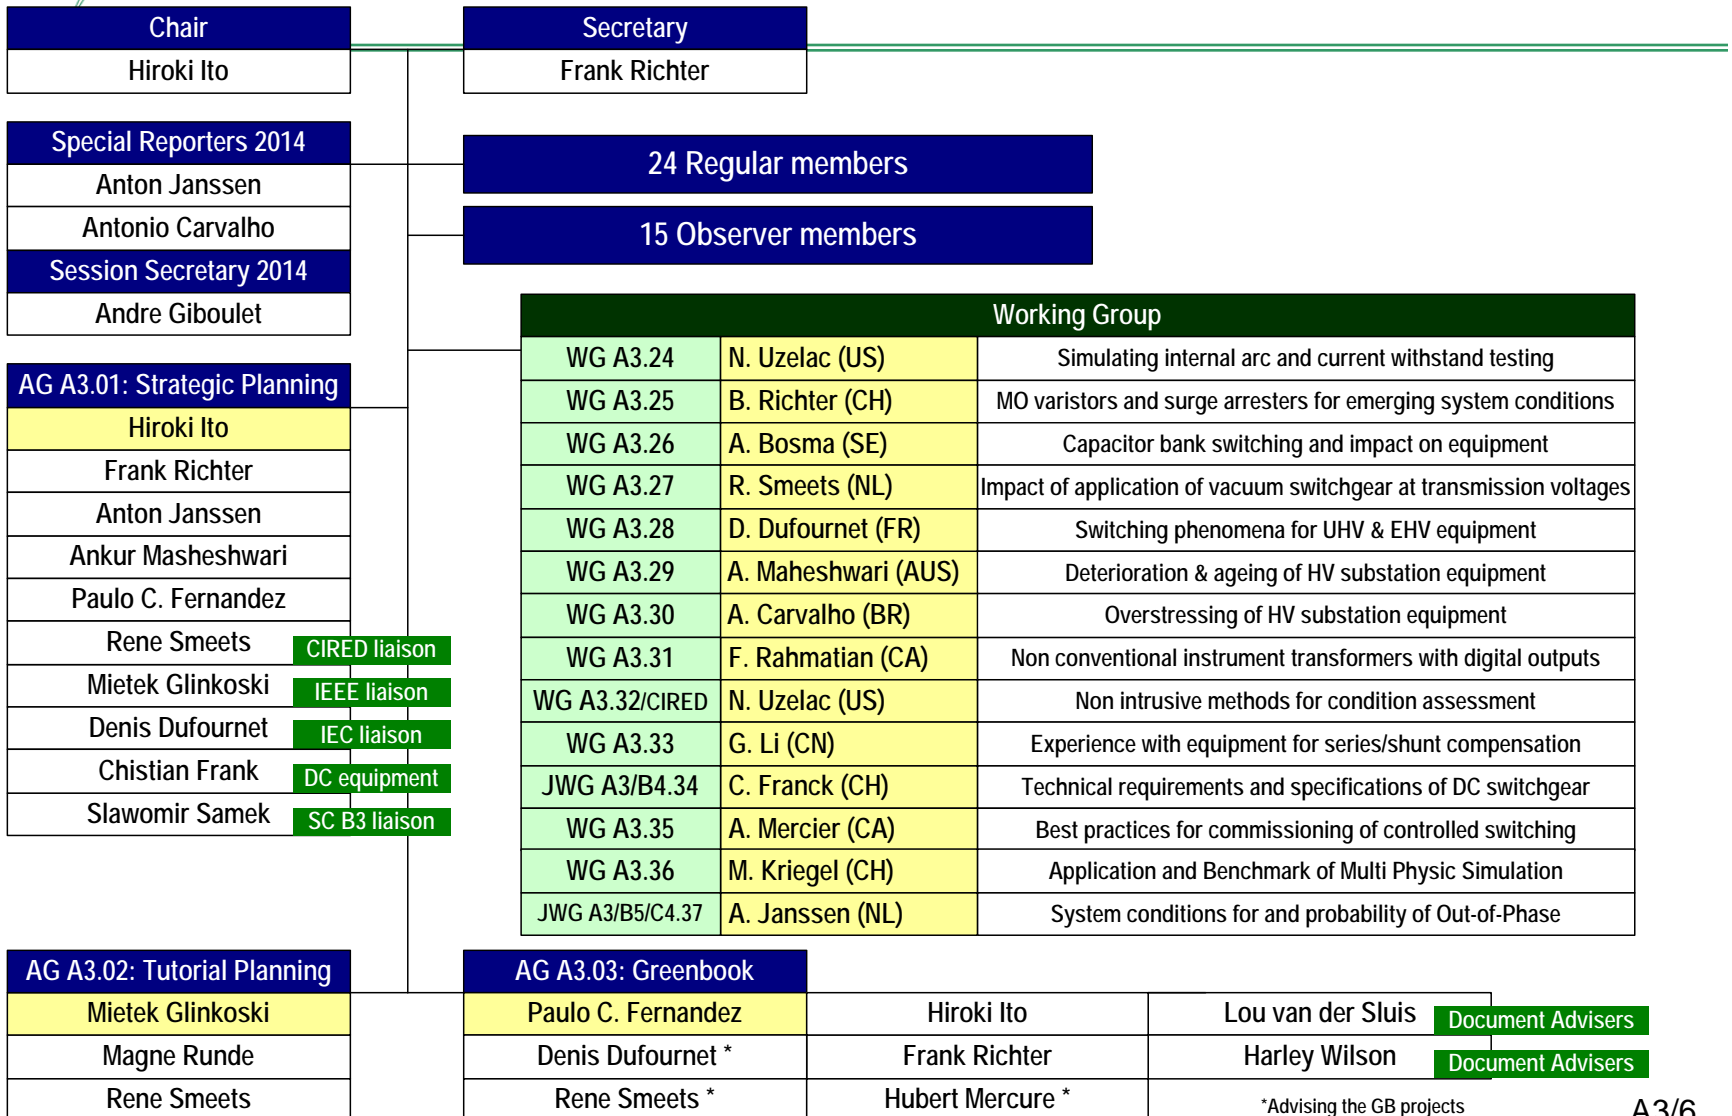 Chair
Hiroki Ito
Secretary
Frank Richter
Special Reporters 2014
Anton Janssen
Antonio Carvalho
Session Secretary 2014
Andre Giboulet
24 Regular members
15 Observer members
AG A3.01: Strategic Planning
Hiroki Ito
Frank Richter
Anton Janssen
Ankur Masheshwari
Paulo C. Fernandez
Rene Smeets CIRED liaison
Mietek Glinkoski IEEE liaison
Denis Dufournet IEC liaison
Chistian Frank DC equipment
Slawomir Samek SC B3 liaison
Working Group
WG A3.24 N. Uzelac (US) Simulating internal arc and current withstand testing
WG A3.25 B. Richter (CH) MO varistors and surge arresters for emerging system conditions
WG A3.26 A. Bosma (SE) Capacitor bank switching and impact on equipment
WG A3.27 R. Smeets (NL) Impact of application of vacuum switchgear at transmission voltages
WG A3.28 D. Dufournet (FR) Switching phenomena for UHV & EHV equipment
WG A3.29 A. Maheshwari (AUS) Deterioration & ageing of HV substation equipment
WG A3.30 A. Carvalho (BR) Overstressing of HV substation equipment
WG A3.31 F. Rahmatian (CA) Non conventional instrument transformers with digital outputs
WG A3.32/CIRED N. Uzelac (US) Non intrusive methods for condition assessment
WG A3.33 G. Li (CN) Experience with equipment for series/shunt compensation
JWG A3/B4.34 C. Franck (CH) Technical requirements and specifications of DC switchgear
WG A3.35 A. Mercier (CA) Best practices for commissioning of controlled switching
WG A3.36 M. Kriegel (CH) Application and Benchmark of Multi Physic Simulation
JWG A3/B5/C4.37 A. Janssen (NL) System conditions for and probability of Out-of-Phase
AG A3.02: Tutorial Planning
Mietek Glinkoski
Magne Runde
Rene Smeets
AG A3.03: Greenbook
Paulo C. Fernandez Hiroki Ito Lou van der Sluis Document Advisers
Denis Dufournet * Frank Richter Harley Wilson Document Advisers
Rene Smeets * Hubert Mercure * *Advising the GB projects
A3/6